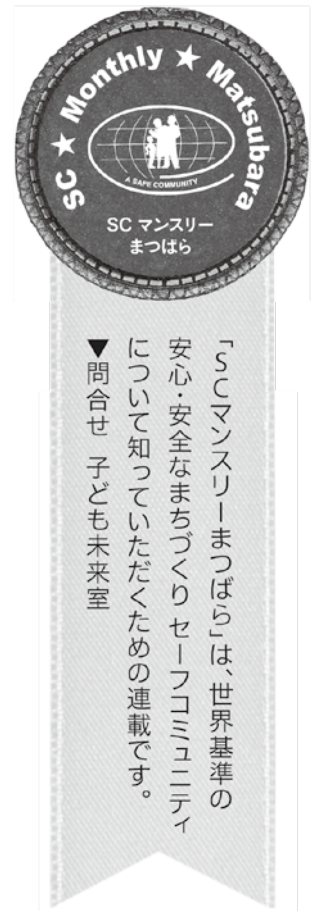 SC ★ Monthly ★ Matsubara
A SAFE COMMUNITY
SC マンスリー
まつばら
「SCマンスリーまつばら」は、世界基準の
安心・安全なまちづくり セーフコミュニティ
について知っていただくための連載です。
▼問合せ 子ども未来室